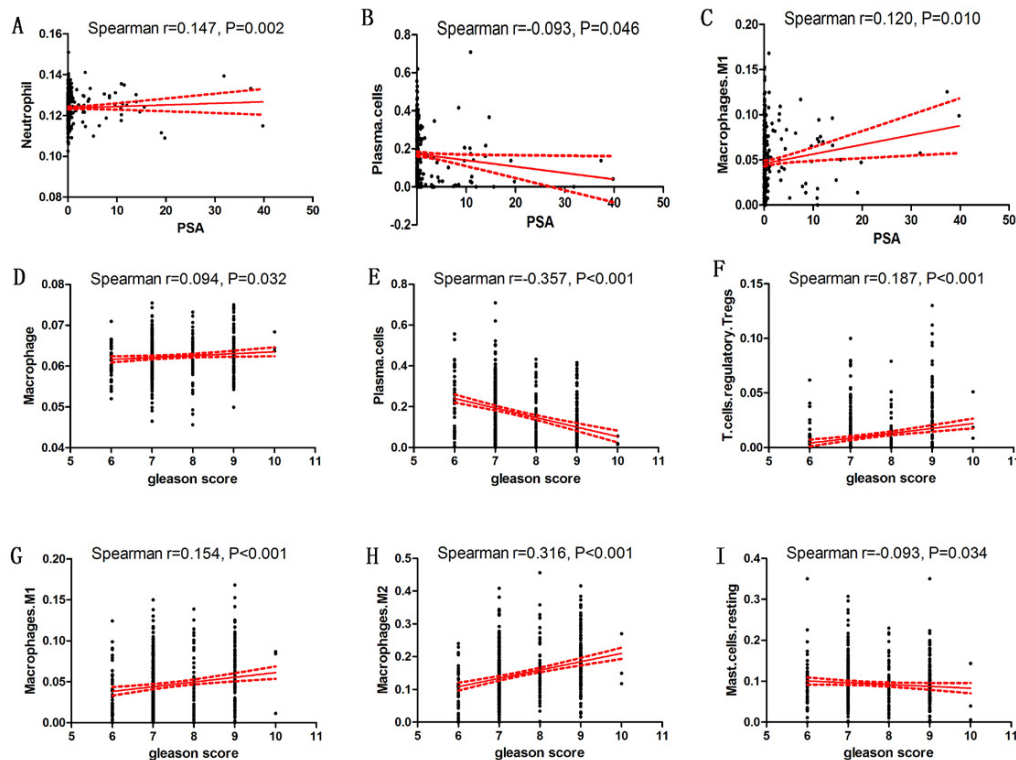 A
Spearman r=0.147, P=0.002
Neutrophil
0.16
0.14
0.12
0.10
0.08
0 10 20 30 40 50
PSA
B
Spearman r=-0.093, P=0.046
Plasma.cells
0.8
0.6
0.4
0.2
0.0
-0.2
0 10 20 30 40 50
PSA
C
Spearman r=0.120, P=0.010
Macrophages.M1
0.20
0.15
0.10
0.05
0.00
0 10 20 30 40 50
PSA
D
Spearman r=0.094, P=0.032
Macrophage
0.08
0.07
0.06
0.05
0.04
5 6 7 8 9 10 11
gleason score
E
Spearman r=-0.357, P<0.001
Plasma.cells
0.8
0.6
0.4
0.2
0.0
5 6 7 8 9 10 11
gleason score
F
Spearman r=0.187, P<0.001
T.cells.regulatory.Tregs
0.15
0.10
0.05
0.00
5 6 7 8 9 10 11
gleason score
G
Spearman r=0.154, P<0.001
Macrophages.M1
0.20
0.15
0.10
0.05
0.00
5 6 7 8 9 10 11
gleason score
H
Spearman r=0.316, P<0.001
Macrophages.M2
0.5
0.4
0.3
0.2
0.1
0.0
5 6 7 8 9 10 11
gleason score
I
Spearman r=-0.093, P=0.034
Mast.cells.resting
0.4
0.3
0.2
0.1
0.0
5 6 7 8 9 10 11
gleason score